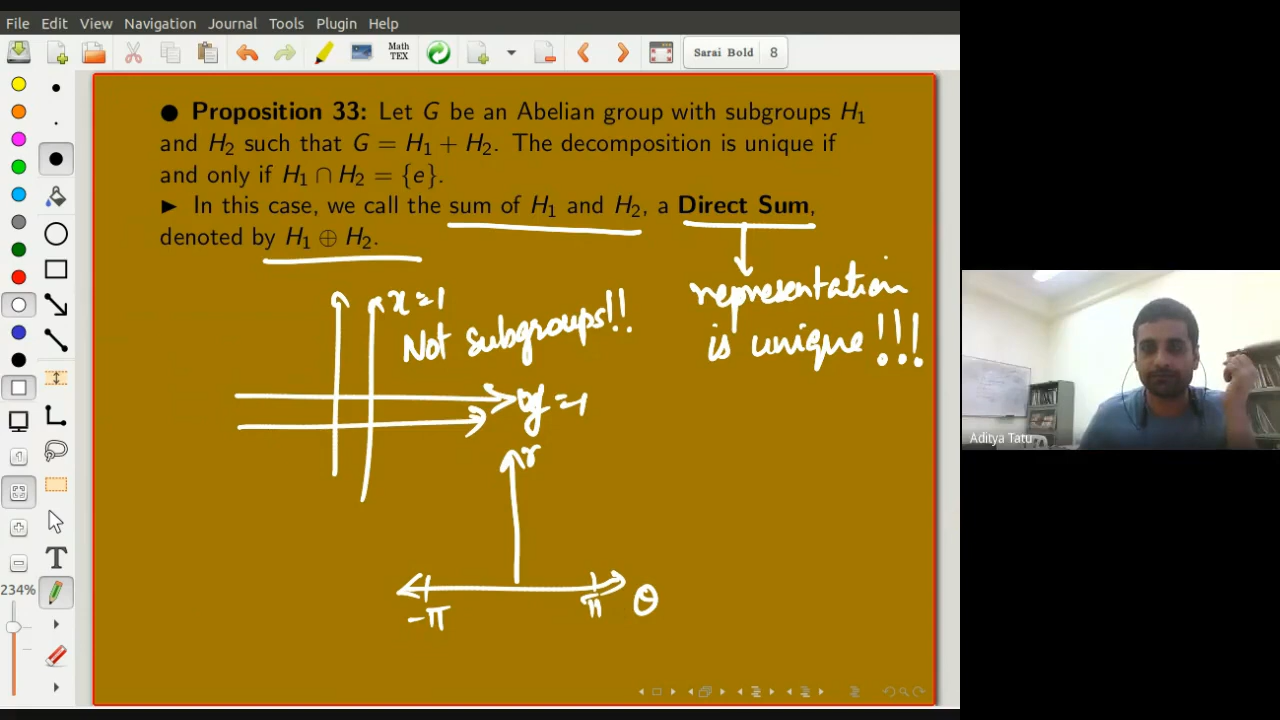 File Edit View Navigation Journal Tools Plugin Help
Math TEX
Sarai Bold 8
● Proposition 33: Let G be an Abelian group with subgroups H₁
and H₂ such that G = H₁ + H₂. The decomposition is unique if
and only if H₁ ∩ H₂ = {e}.
► In this case, we call the sum of H₁ and H₂, a Direct Sum,
denoted by H₁ ⊕ H₂.
x=1
Not subgroups!!
representation
is unique!!!
y=1
r
-π
π
θ
234%
Aditya Tatu